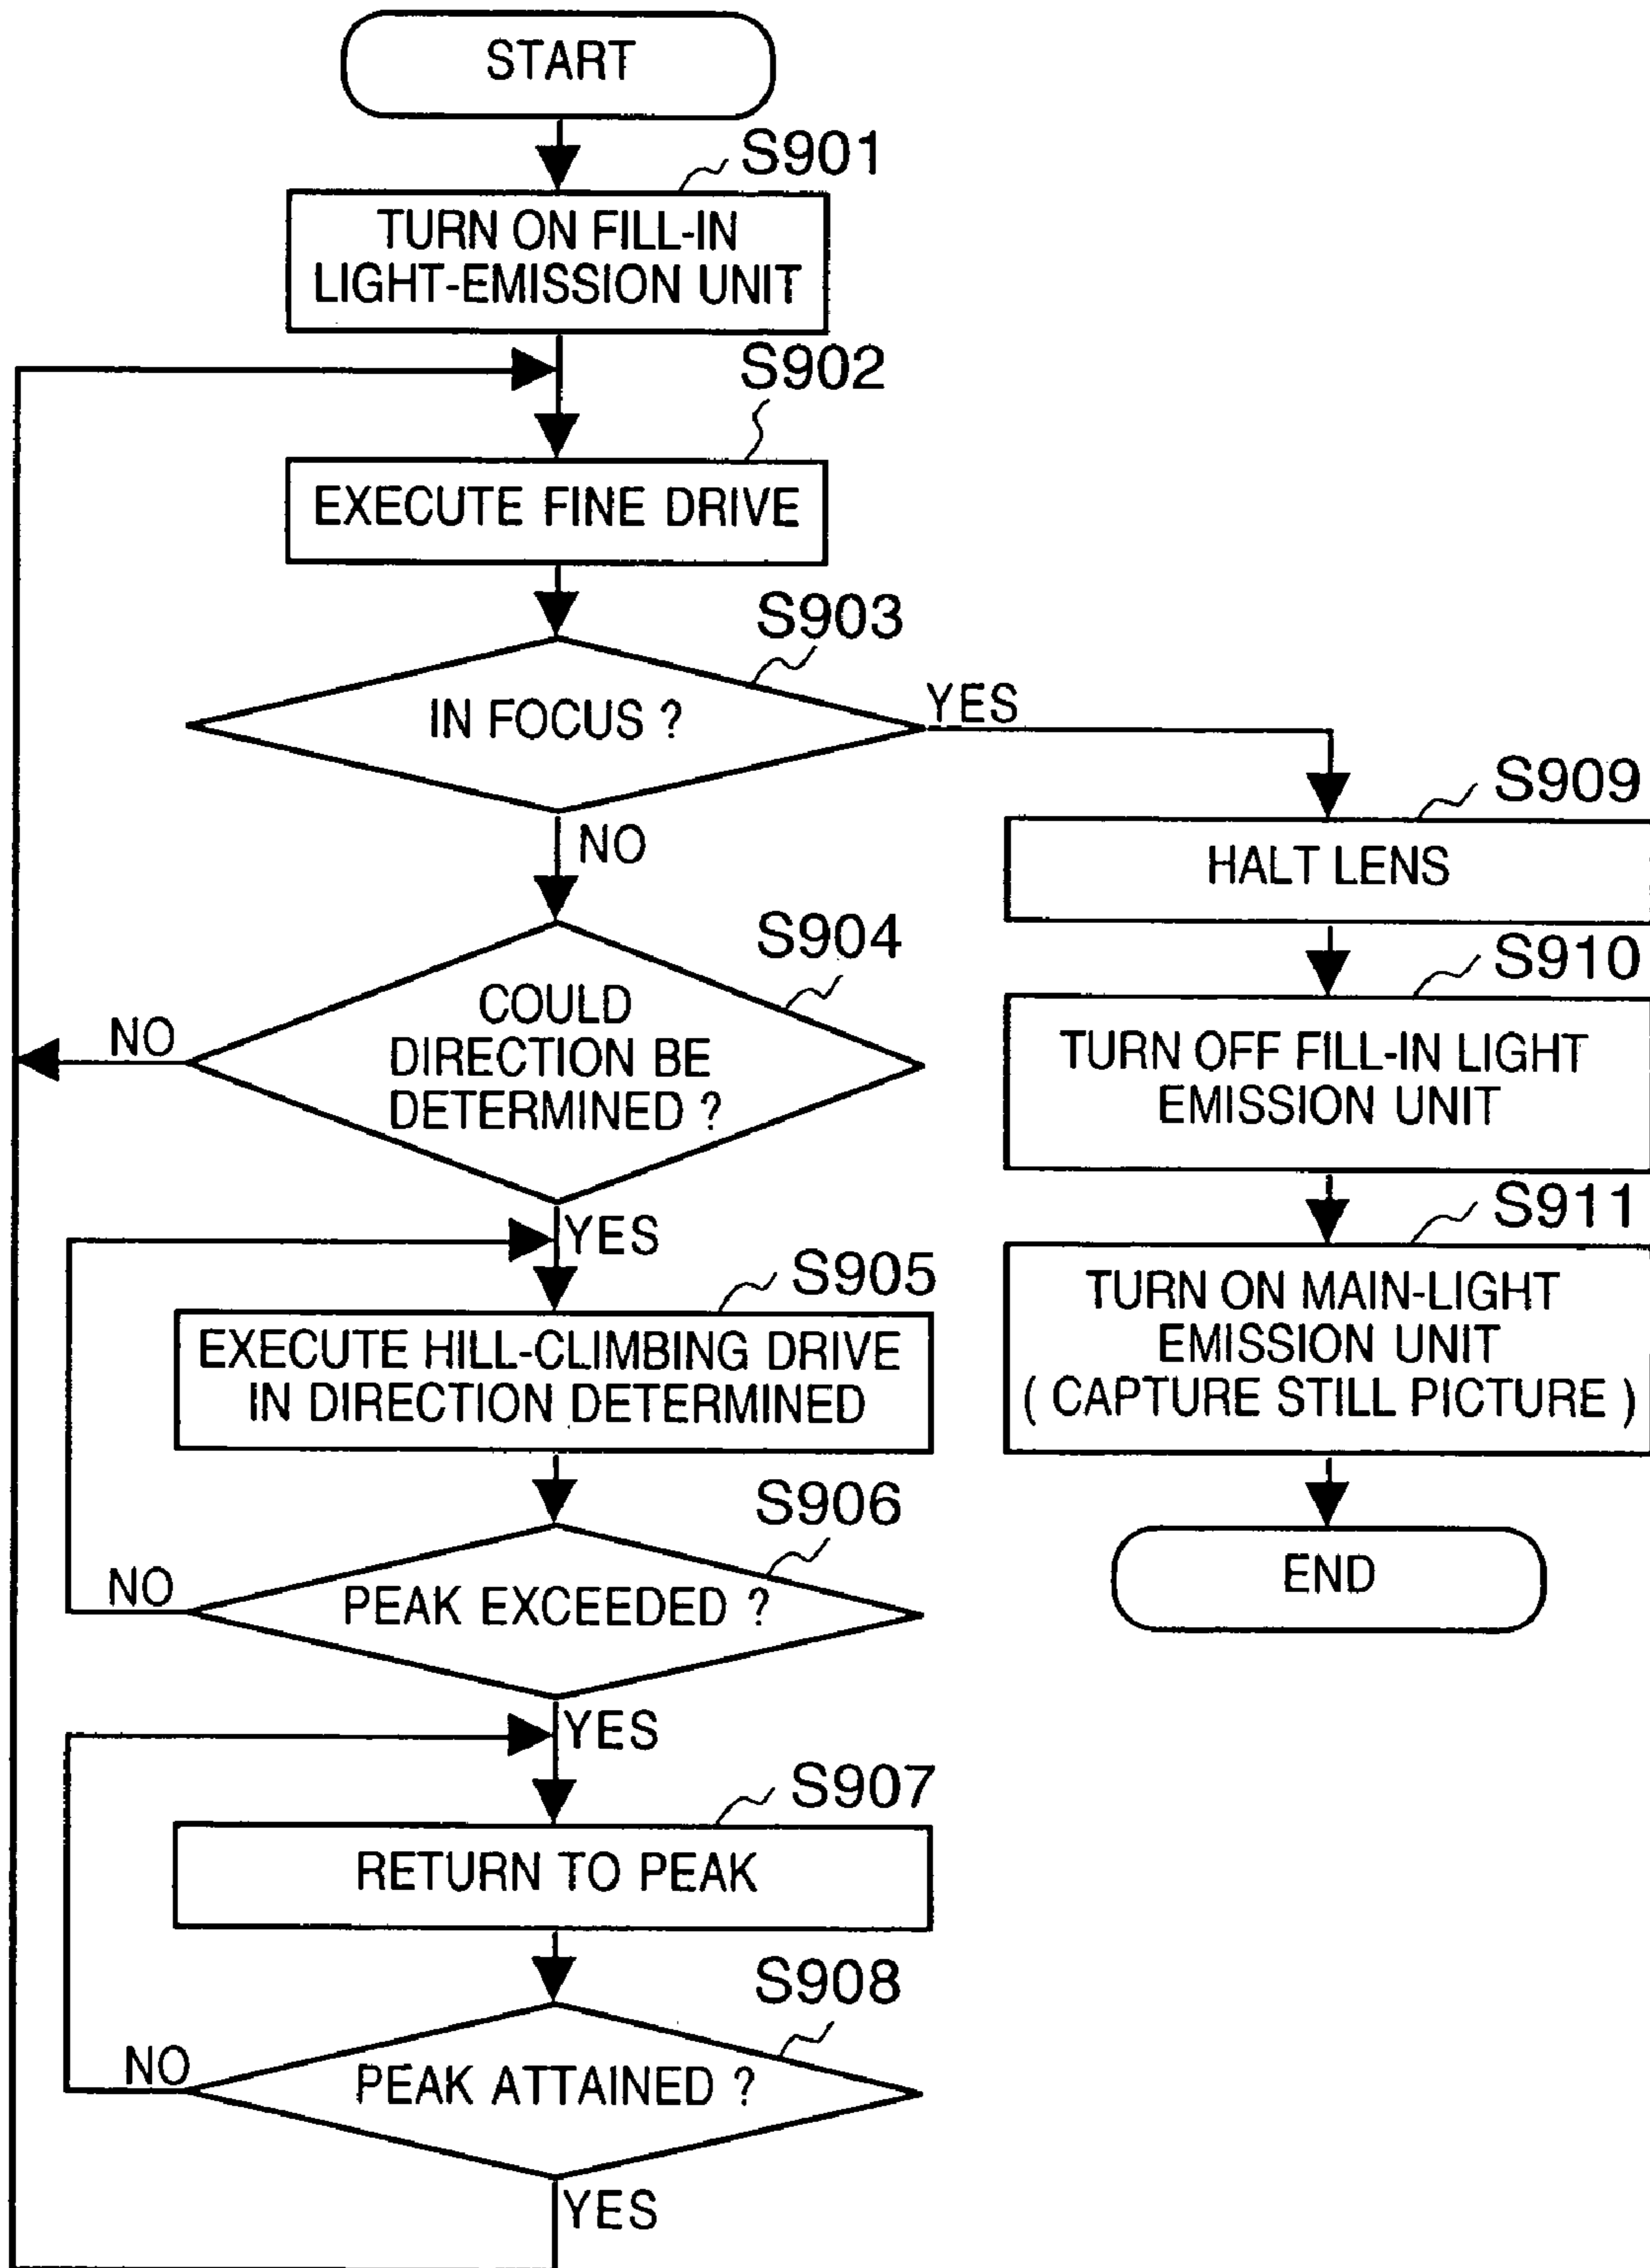 START
S901
TURN ON FILL-IN
LIGHT-EMISSION UNIT
S902
EXECUTE FINE DRIVE
S903
IN FOCUS ?
YES
NO
S904
COULD
DIRECTION BE
DETERMINED ?
NO
YES
S905
EXECUTE HILL-CLIMBING DRIVE
IN DIRECTION DETERMINED
S906
PEAK EXCEEDED ?
NO
YES
S907
RETURN TO PEAK
S908
PEAK ATTAINED ?
NO
YES
S909
HALT LENS
S910
TURN OFF FILL-IN LIGHT
EMISSION UNIT
S911
TURN ON MAIN-LIGHT
EMISSION UNIT
( CAPTURE STILL PICTURE )
END